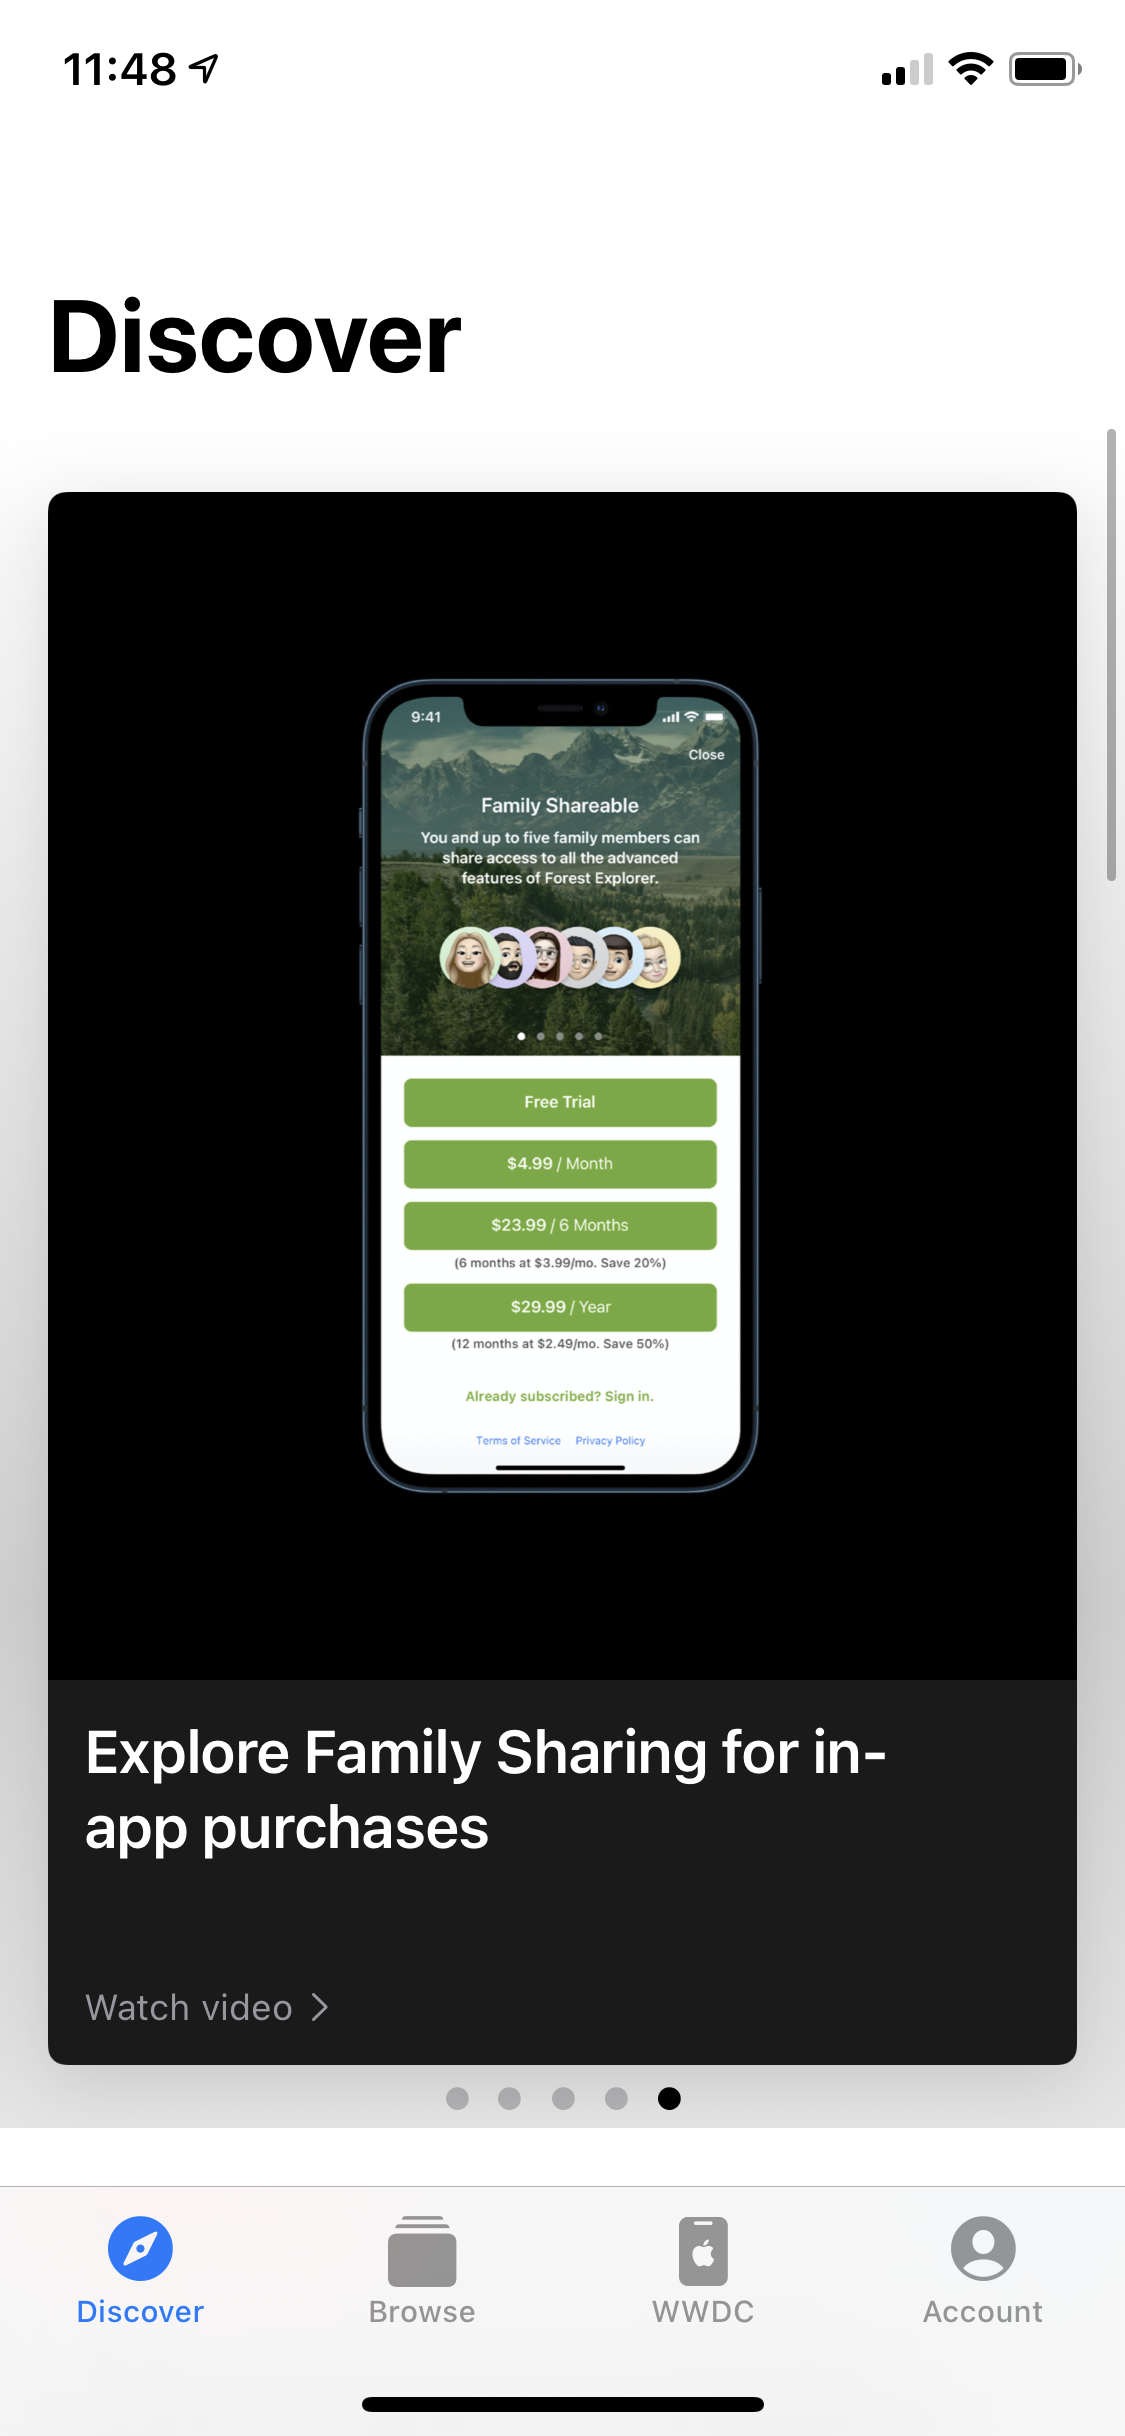 11:48
Discover
9:41
Close
Family Shareable
You and up to five family members can
share access to all the advanced
features of Forest Explorer.
Free Trial
$4.99 / Month
$23.99 / 6 Months
(6 months at $3.99/mo. Save 20%)
$29.99 / Year
(12 months at $2.49/mo. Save 50%)
Already subscribed? Sign in.
Terms of Service Privacy Policy
Explore Family Sharing for in-
app purchases
Watch video
Discover Browse WWDC Account